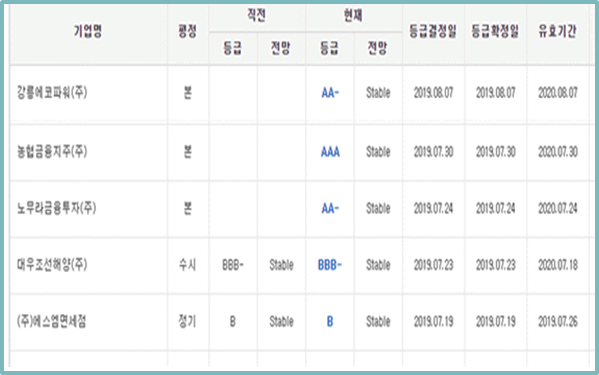 기업명 평정 직전 현재 등급결정일 등급확정일 유효기간
등급 전망 등급 전망
강릉에코파워(주) 본 AA- Stable 2019.08.07 2019.08.07 2020.08.07
농협금융지주(주) 본 AAA Stable 2019.07.30 2019.07.30 2020.07.30
노무라금융투자(주) 본 AA- Stable 2019.07.24 2019.07.24 2020.07.24
대우조선해양(주) 수시 BBB- Stable BBB- Stable 2019.07.23 2019.07.23 2020.07.18
(주)에스엠면세점 정기 B Stable B Stable 2019.07.19 2019.07.19 2019.07.26